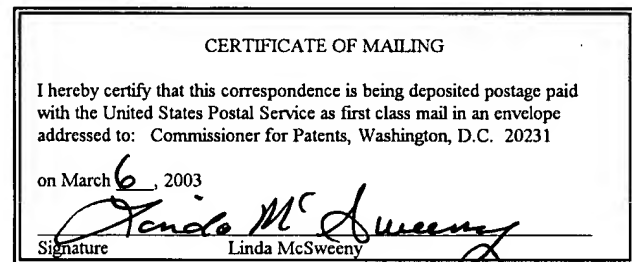 CERTIFICATE OF MAILING
I hereby certify that this correspondence is being deposited postage paid
with the United States Postal Service as first class mail in an envelope
addressed to: Commissioner for Patents, Washington, D.C. 20231
on March 6, 2003
Linda McSweeny
Signature Linda McSweeny